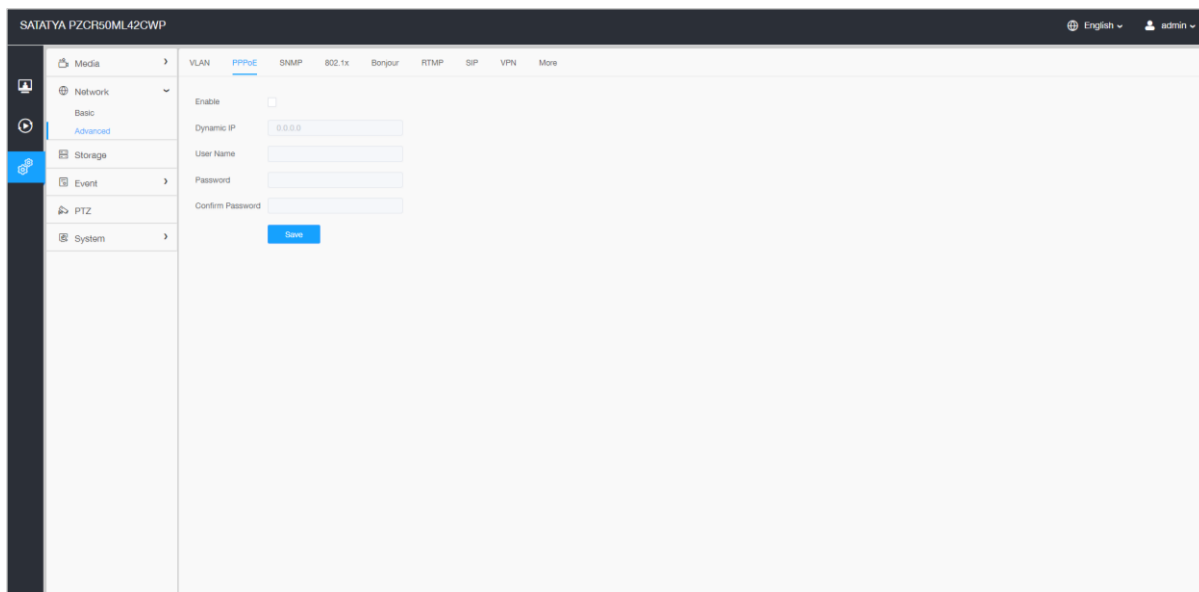 SATATYA PZCR50ML42CWP
English
admin
Media
Network
Basic
Advanced
Storage
Event
PTZ
System
VLAN PPPoE SNMP 802.1x Bonjour RTMP SIP VPN More
Enable
Dynamic IP 0.0.0.0
User Name
Password
Confirm Password
Save